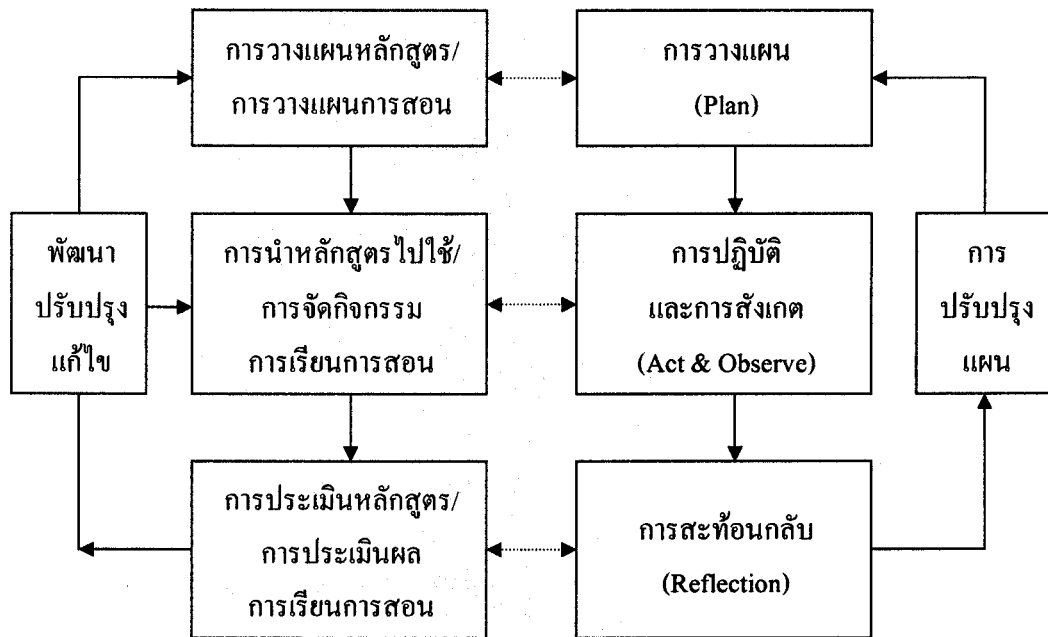 การวางแผนหลักสูตร/
การวางแผนการสอน
การวางแผน
(Plan)
พัฒนา
ปรับปรุง
แก้ไข
การนำหลักสูตรไปใช้/
การจัดกิจกรรม
การเรียนการสอน
การปฏิบัติ
และการสังเกต
(Act & Observe)
การ
ปรับปรุง
แผน
การประเมินหลักสูตร/
การประเมินผล
การเรียนการสอน
การสะท้อนกลับ
(Reflection)